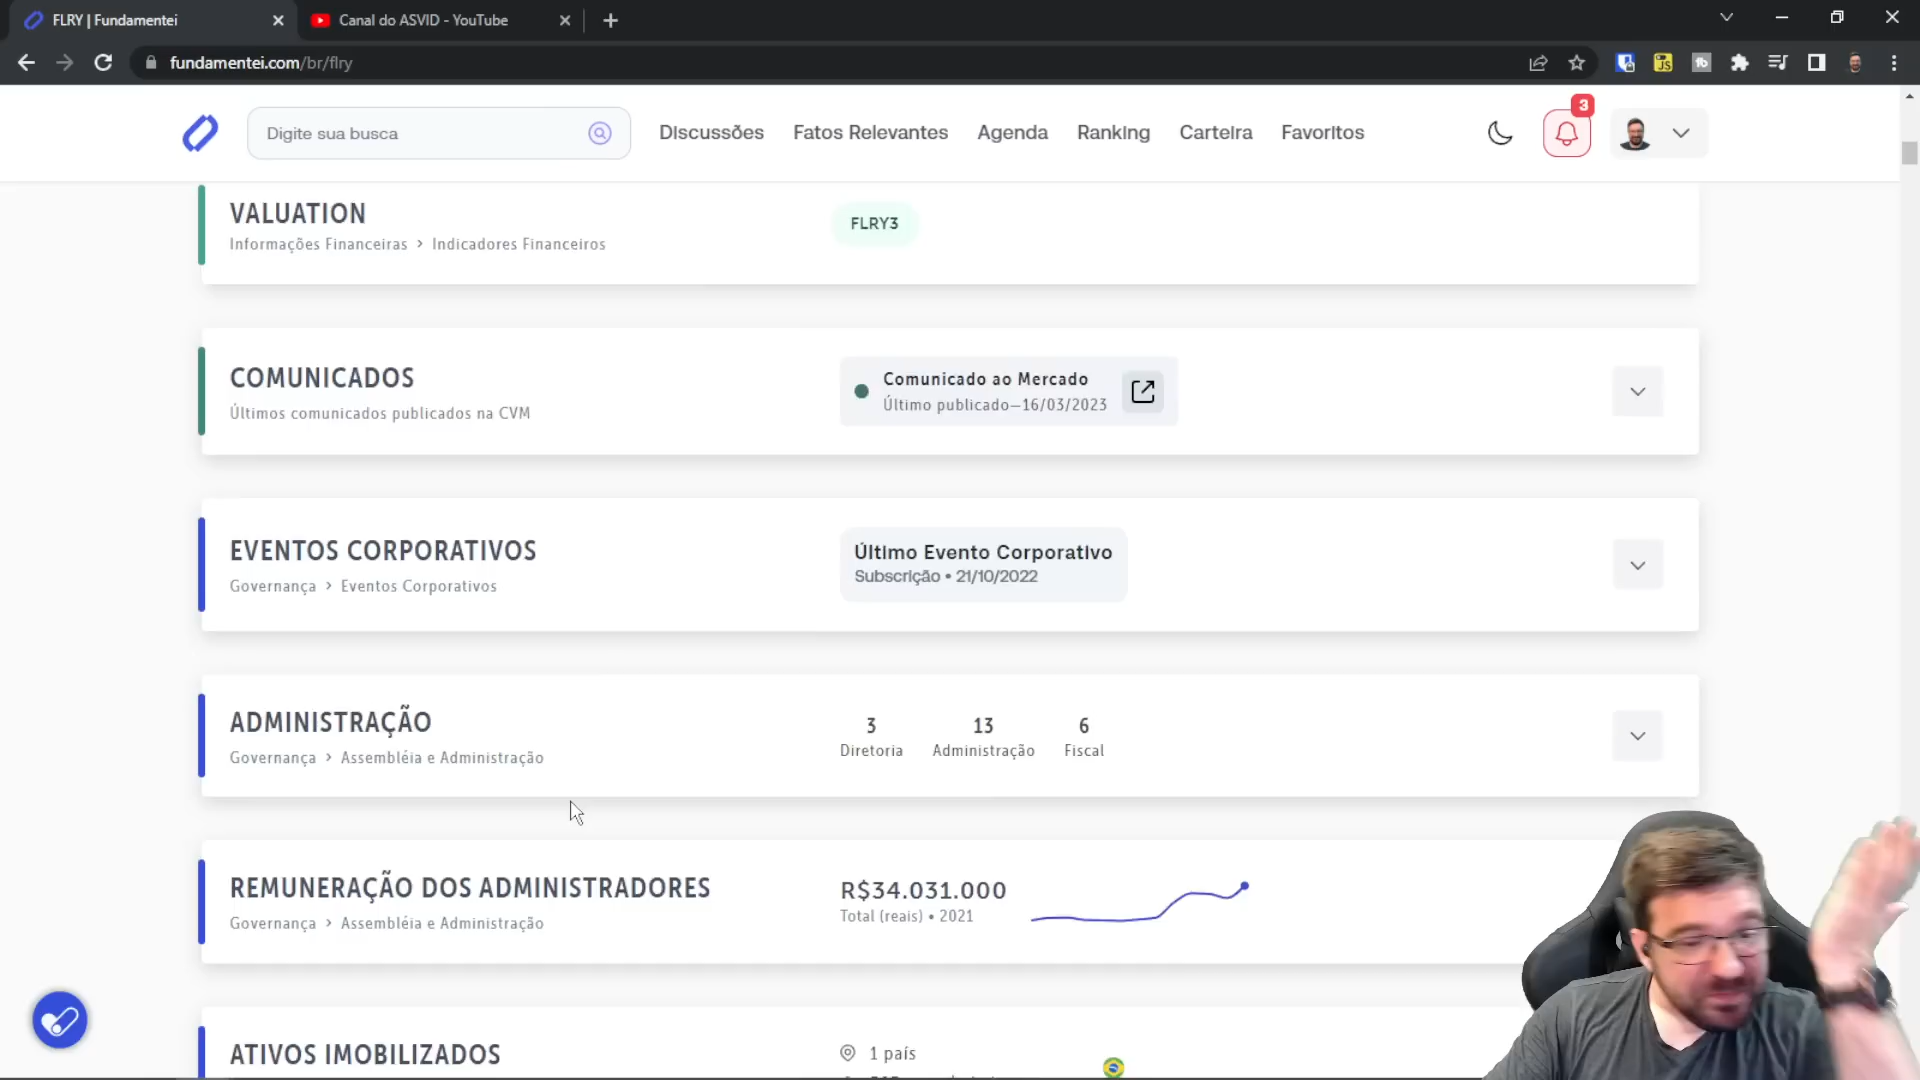 FLRY | Fundamentei
Canal do ASVID - YouTube
fundamentei.com/br/flry
JS
tb
Digite sua busca
Discussões
Fatos Relevantes
Agenda
Ranking
Carteira
Favoritos
3
VALUATION
Informações Financeiras > Indicadores Financeiros
FLRY3
COMUNICADOS
Últimos comunicados publicados na CVM
Comunicado ao Mercado
Último publicado—16/03/2023
EVENTOS CORPORATIVOS
Governança > Eventos Corporativos
Último Evento Corporativo
Subscrição • 21/10/2022
ADMINISTRAÇÃO
Governança > Assembléia e Administração
3 13 6
Diretoria Administração Fiscal
REMUNERAÇÃO DOS ADMINISTRADORES
Governança > Assembléia e Administração
R$34.031.000
Total (reais) • 2021
ATIVOS IMOBILIZADOS
1 país